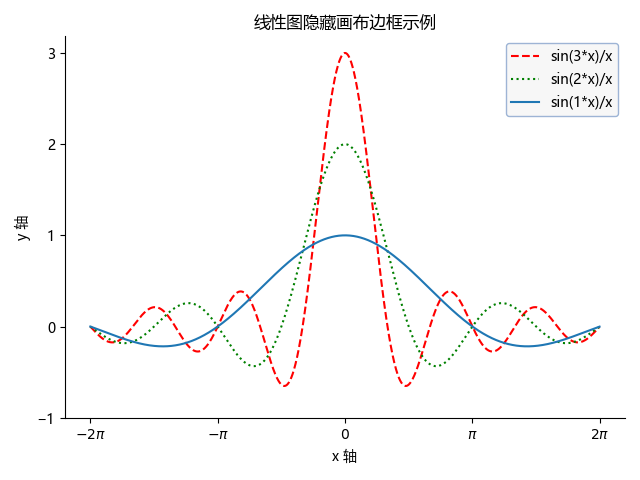 线性图隐藏画布边框示例
sin(3*x)/x
sin(2*x)/x
sin(1*x)/x
3
2
1
0
−1
y 轴
−2π
−π
0
π
2π
x 轴